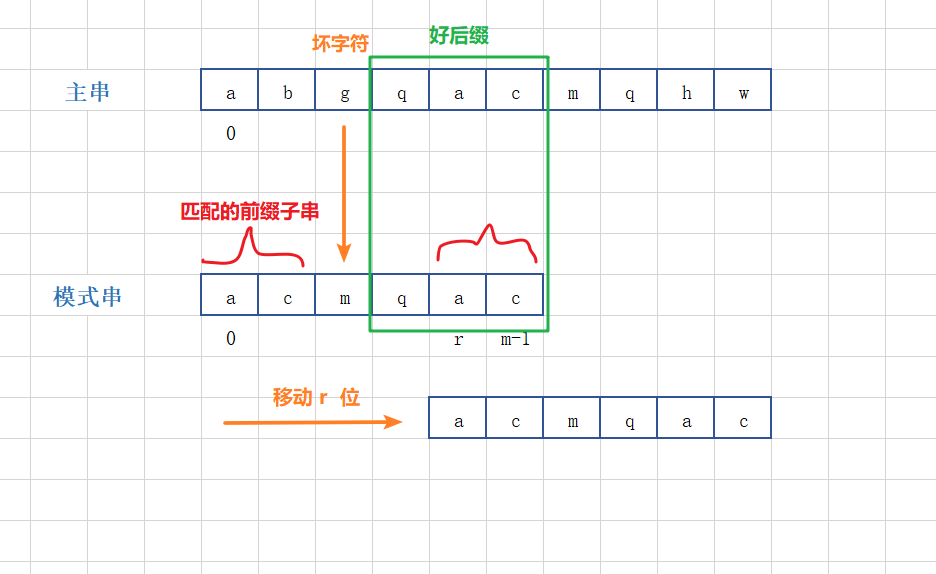 坏字符 好后缀
主串 a b g q a c m q h w
0
匹配的前缀子串
模式串 a c m q a c
0 r m-1
移动 r 位
a c m q a c